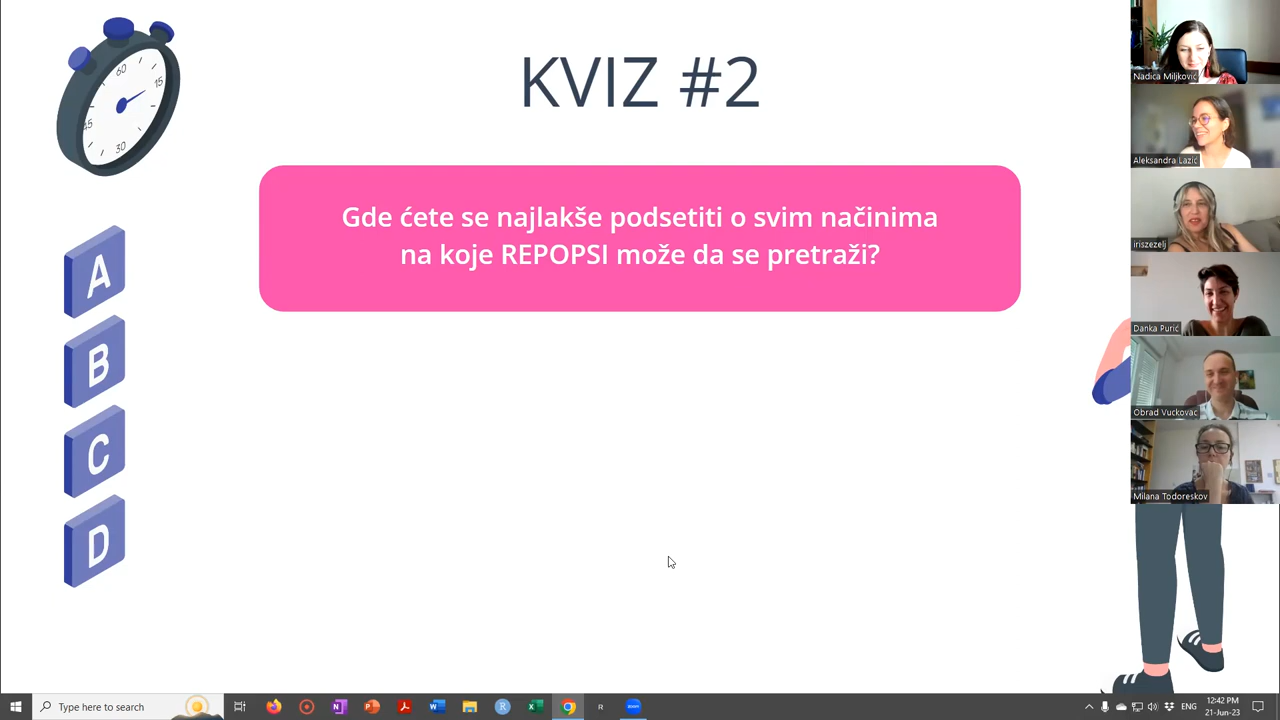 60
15
45
30
KVIZ #2
Gde ćete se najlakše podsetiti o svim načinima
na koje REPOPSI može da se pretraži?
A
B
C
D
Nadica Miljković
Aleksandra Lazić
iriszezelj
Danka Purić
Obrad Vuckovac
Milana Todoreskov
Type here to search
N
P
W
R
X
R
zoom
ENG
12:42 PM
21-Jun-23